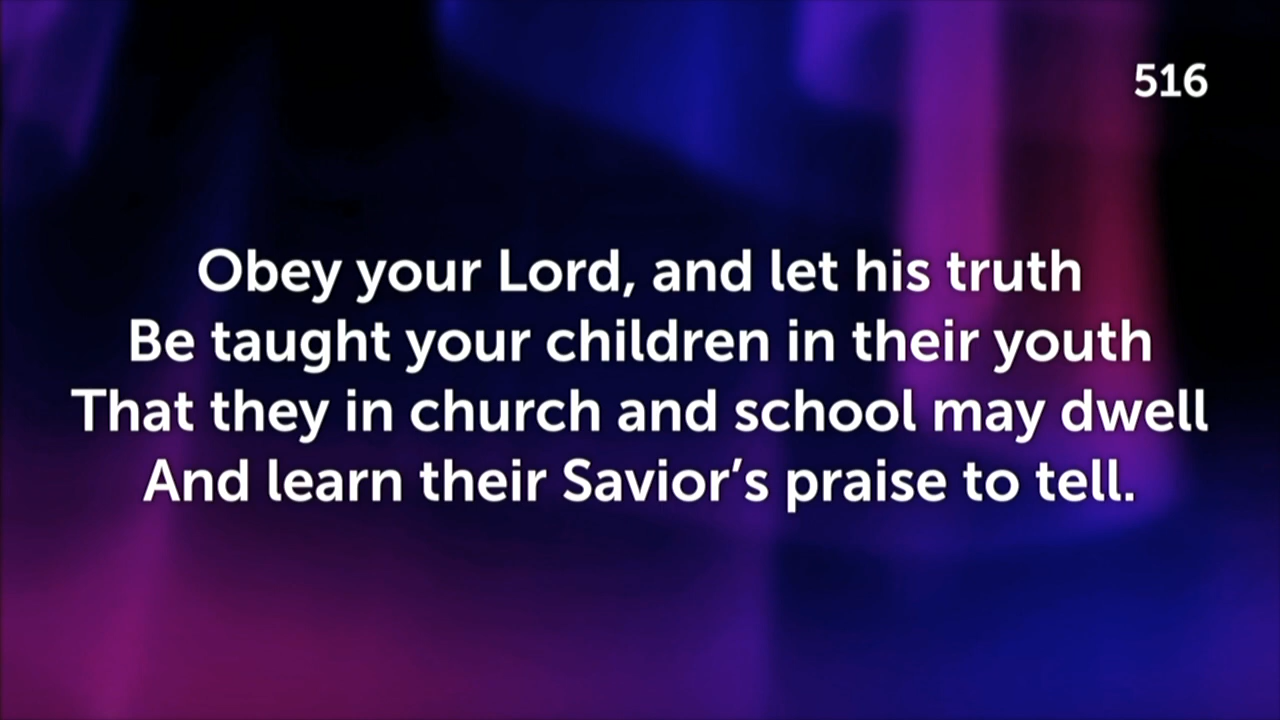 516
Obey your Lord, and let his truth
Be taught your children in their youth
That they in church and school may dwell
And learn their Savior’s praise to tell.